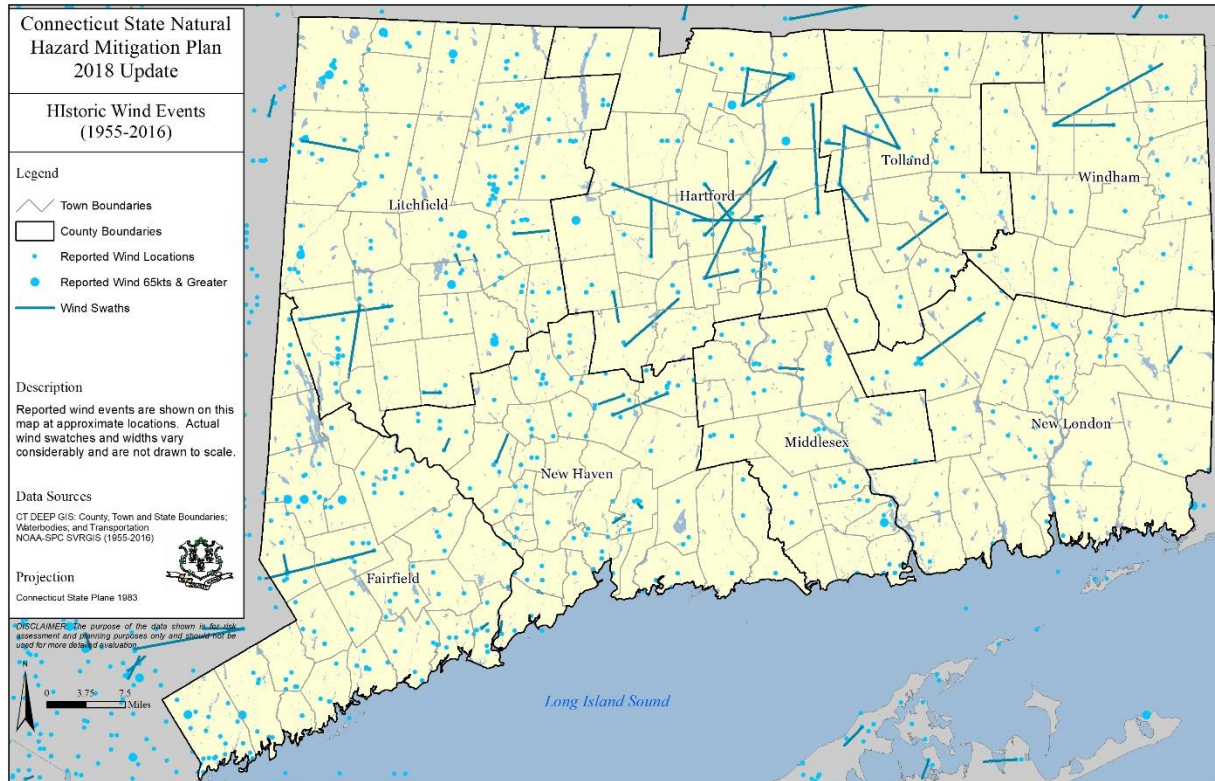 Connecticut State Natural
Hazard Mitigation Plan
2018 Update
HIstoric Wind Events
(1955-2016)
Legend
Town Boundaries
County Boundaries
Reported Wind Locations
Reported Wind 65kts & Greater
Wind Swaths
Description
Reported wind events are shown on this
map at approximate locations. Actual
wind swatches and widths vary
considerably and are not drawn to scale.
Data Sources
CT DEEP GIS: County, Town and State Boundaries;
Waterbodies; and Transportation
NOAA-SPC SVRGIS (1955-2016)
Projection
Connecticut State Plane 1983
DISCLAIMER: The purpose of the data shown is for risk
assessment and planning purposes only and should not be
used for more detailed evaluation.
N
0 3.75 7.5
Miles
Litchfield
Hartford
Tolland
Windham
New Haven
Middlesex
New London
Fairfield
Long Island Sound